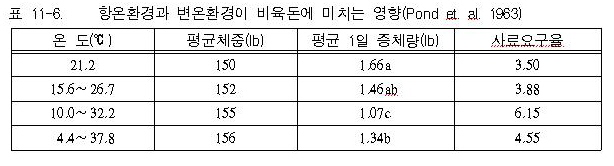 표 11-6. 항온환경과 변온환경이 비육돈에 미치는 영향(Pond et. al. 1963)
온 도(℃) 평균체중(lb) 평균 1일 증체량(lb) 사료요구율
21.2 150 1.66a 3.50
15.6~26.7 152 1.46ab 3.88
10.0~32.2 155 1.07c 6.15
4.4~37.8 156 1.34b 4.55